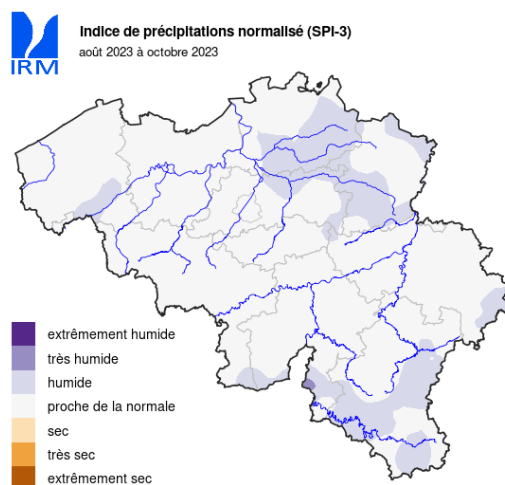 Indice de précipitations normalisé (SPI-3)
août 2023 à octobre 2023
IRM
extrêmement humide
très humide
humide
proche de la normale
sec
très sec
extrêmement sec